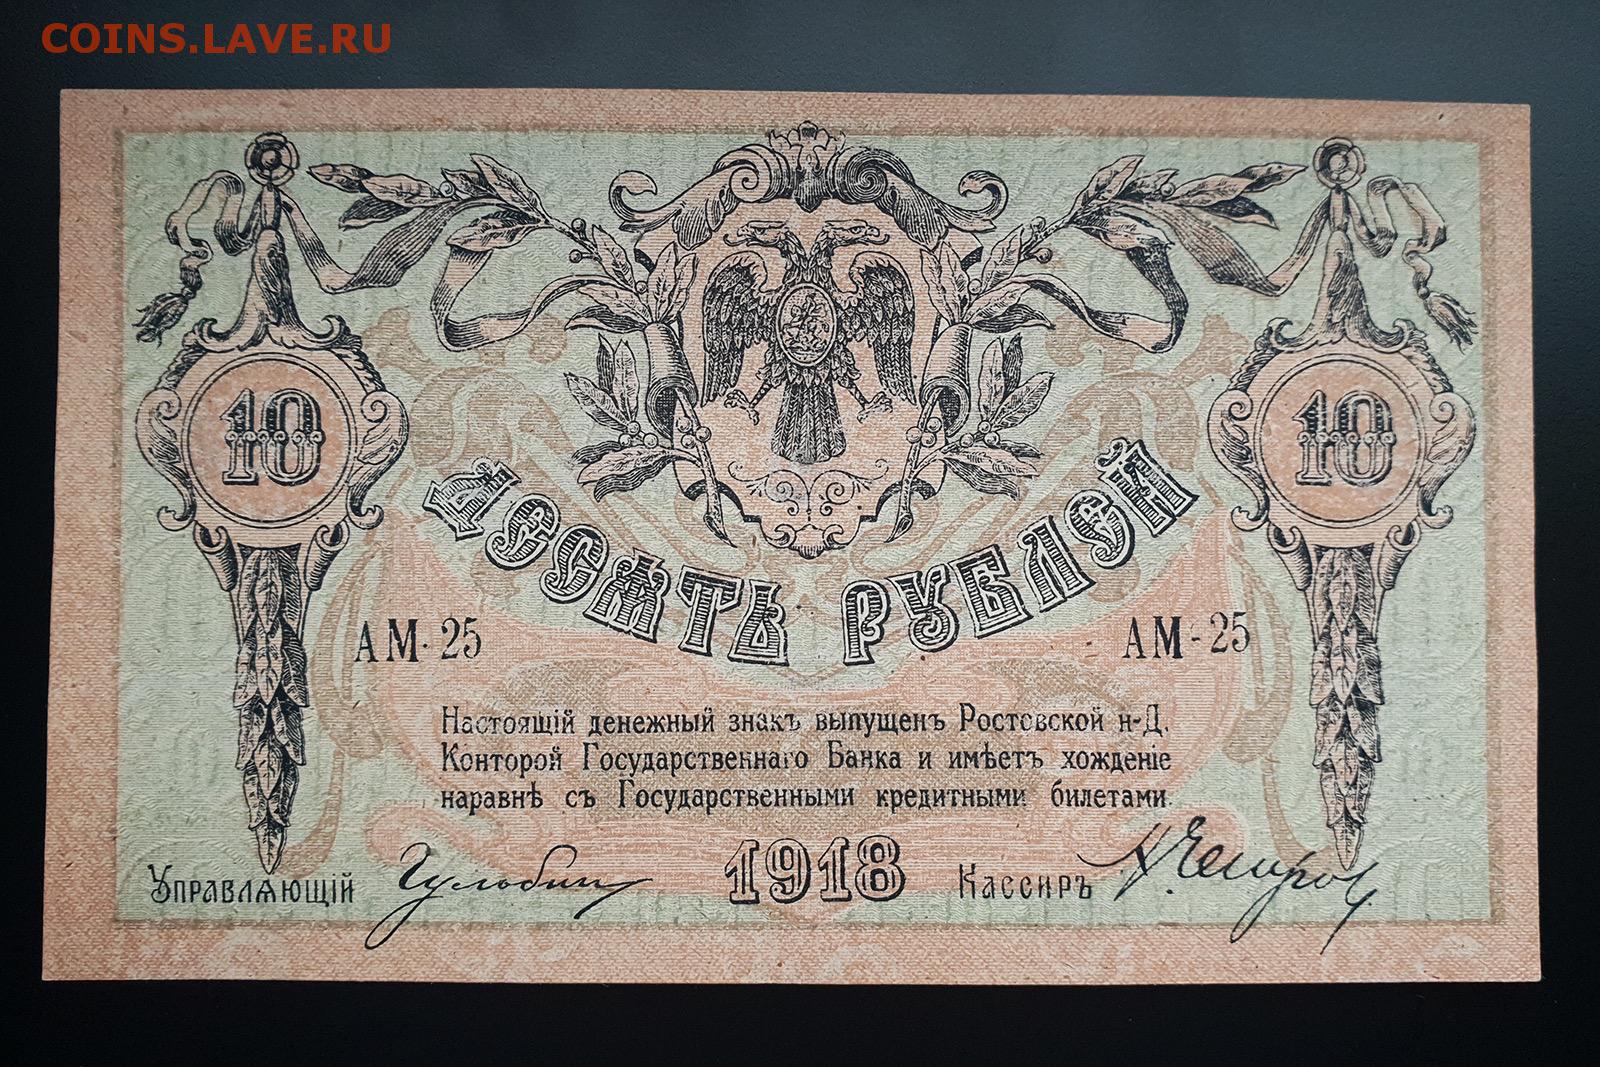 COINS.LAVE.RU
10
10
ДЕСЯТЬ РУБЛЕЙ
АМ-25
АМ-25
Настоящій денежный знакъ выпущенъ Ростовской н-Д.
Конторой Государственнаго Банка и имѣетъ хожденіе
наравнѣ съ Государственными кредитными билетами.
1918
Управляющій
Кассиръ